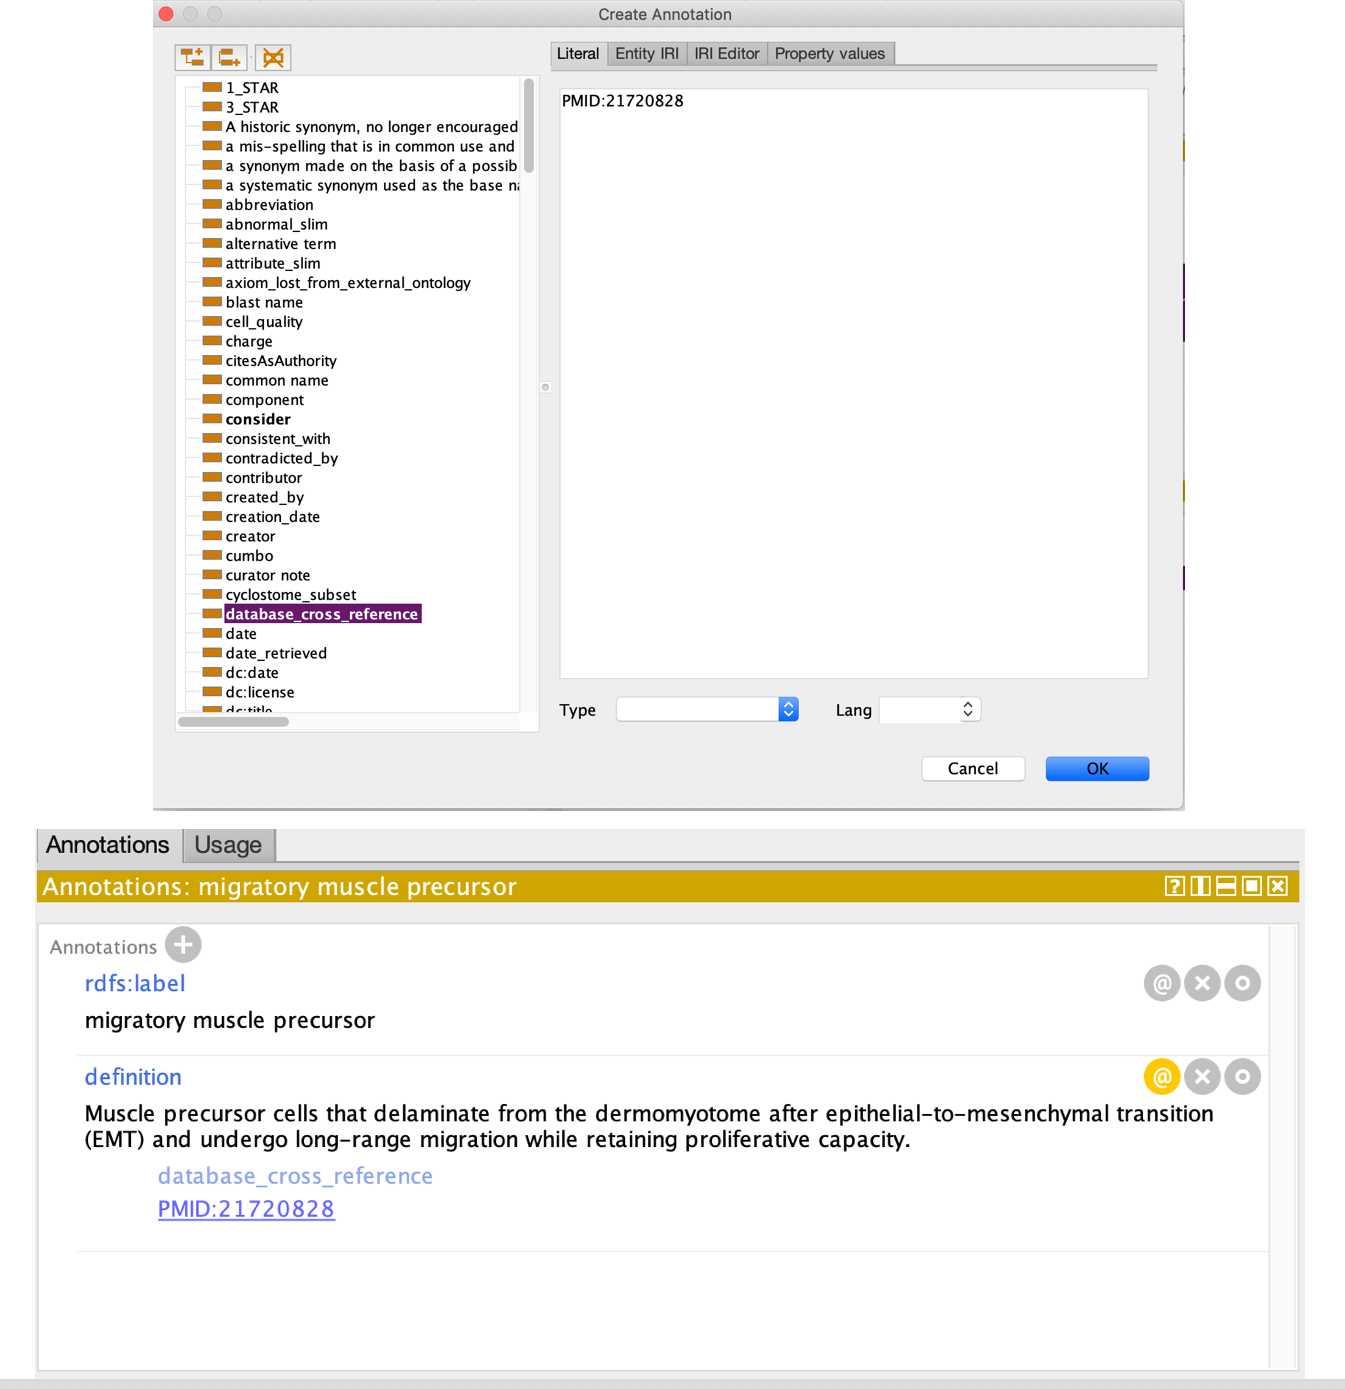 Create Annotation
Literal
Entity IRI
IRI Editor
Property values
1_STAR
3_STAR
A historic synonym, no longer encouraged
a mis-spelling that is in common use and
a synonym made on the basis of a possib
a systematic synonym used as the base na
abbreviation
abnormal_slim
alternative term
attribute_slim
axiom_lost_from_external_ontology
blast name
cell_quality
charge
citesAsAuthority
common name
component
consider
consistent_with
contradicted_by
contributor
created_by
creation_date
creator
cumbo
curator note
cyclostome_subset
database_cross_reference
date
date_retrieved
dc:date
dc:license
dc:title
PMID:21720828
Type
Lang
Cancel
OK
Annotations
Usage
Annotations: migratory muscle precursor
Annotations
rdfs:label
migratory muscle precursor
definition
Muscle precursor cells that delaminate from the dermomyotome after epithelial-to-mesenchymal transition
(EMT) and undergo long-range migration while retaining proliferative capacity.
database_cross_reference
PMID:21720828